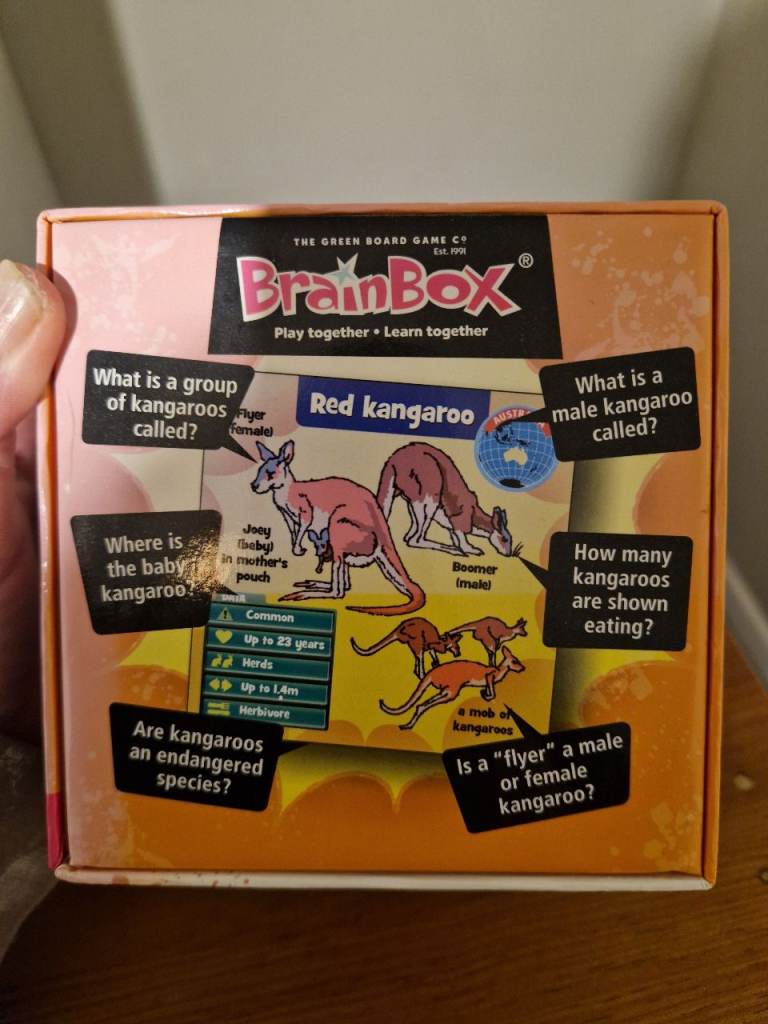 THE GREEN BOARD GAME Cº
Est. 1991
BrainBox®
Play together • Learn together
What is a group
of kangaroos
called?
Flyer
(female)
Red kangaroo
What is a
male kangaroo
called?
Where is
the baby
kangaroo
Joey
(baby)
in mother's
pouch
Boomer
(male)
How many
kangaroos
are shown
eating?
DATA
Common
Up to 23 years
Herds
Up to 1.4m
Herbivore
a mob of
kangaroos
Are kangaroos
an endangered
species?
Is a "flyer" a male
or female
kangaroo?